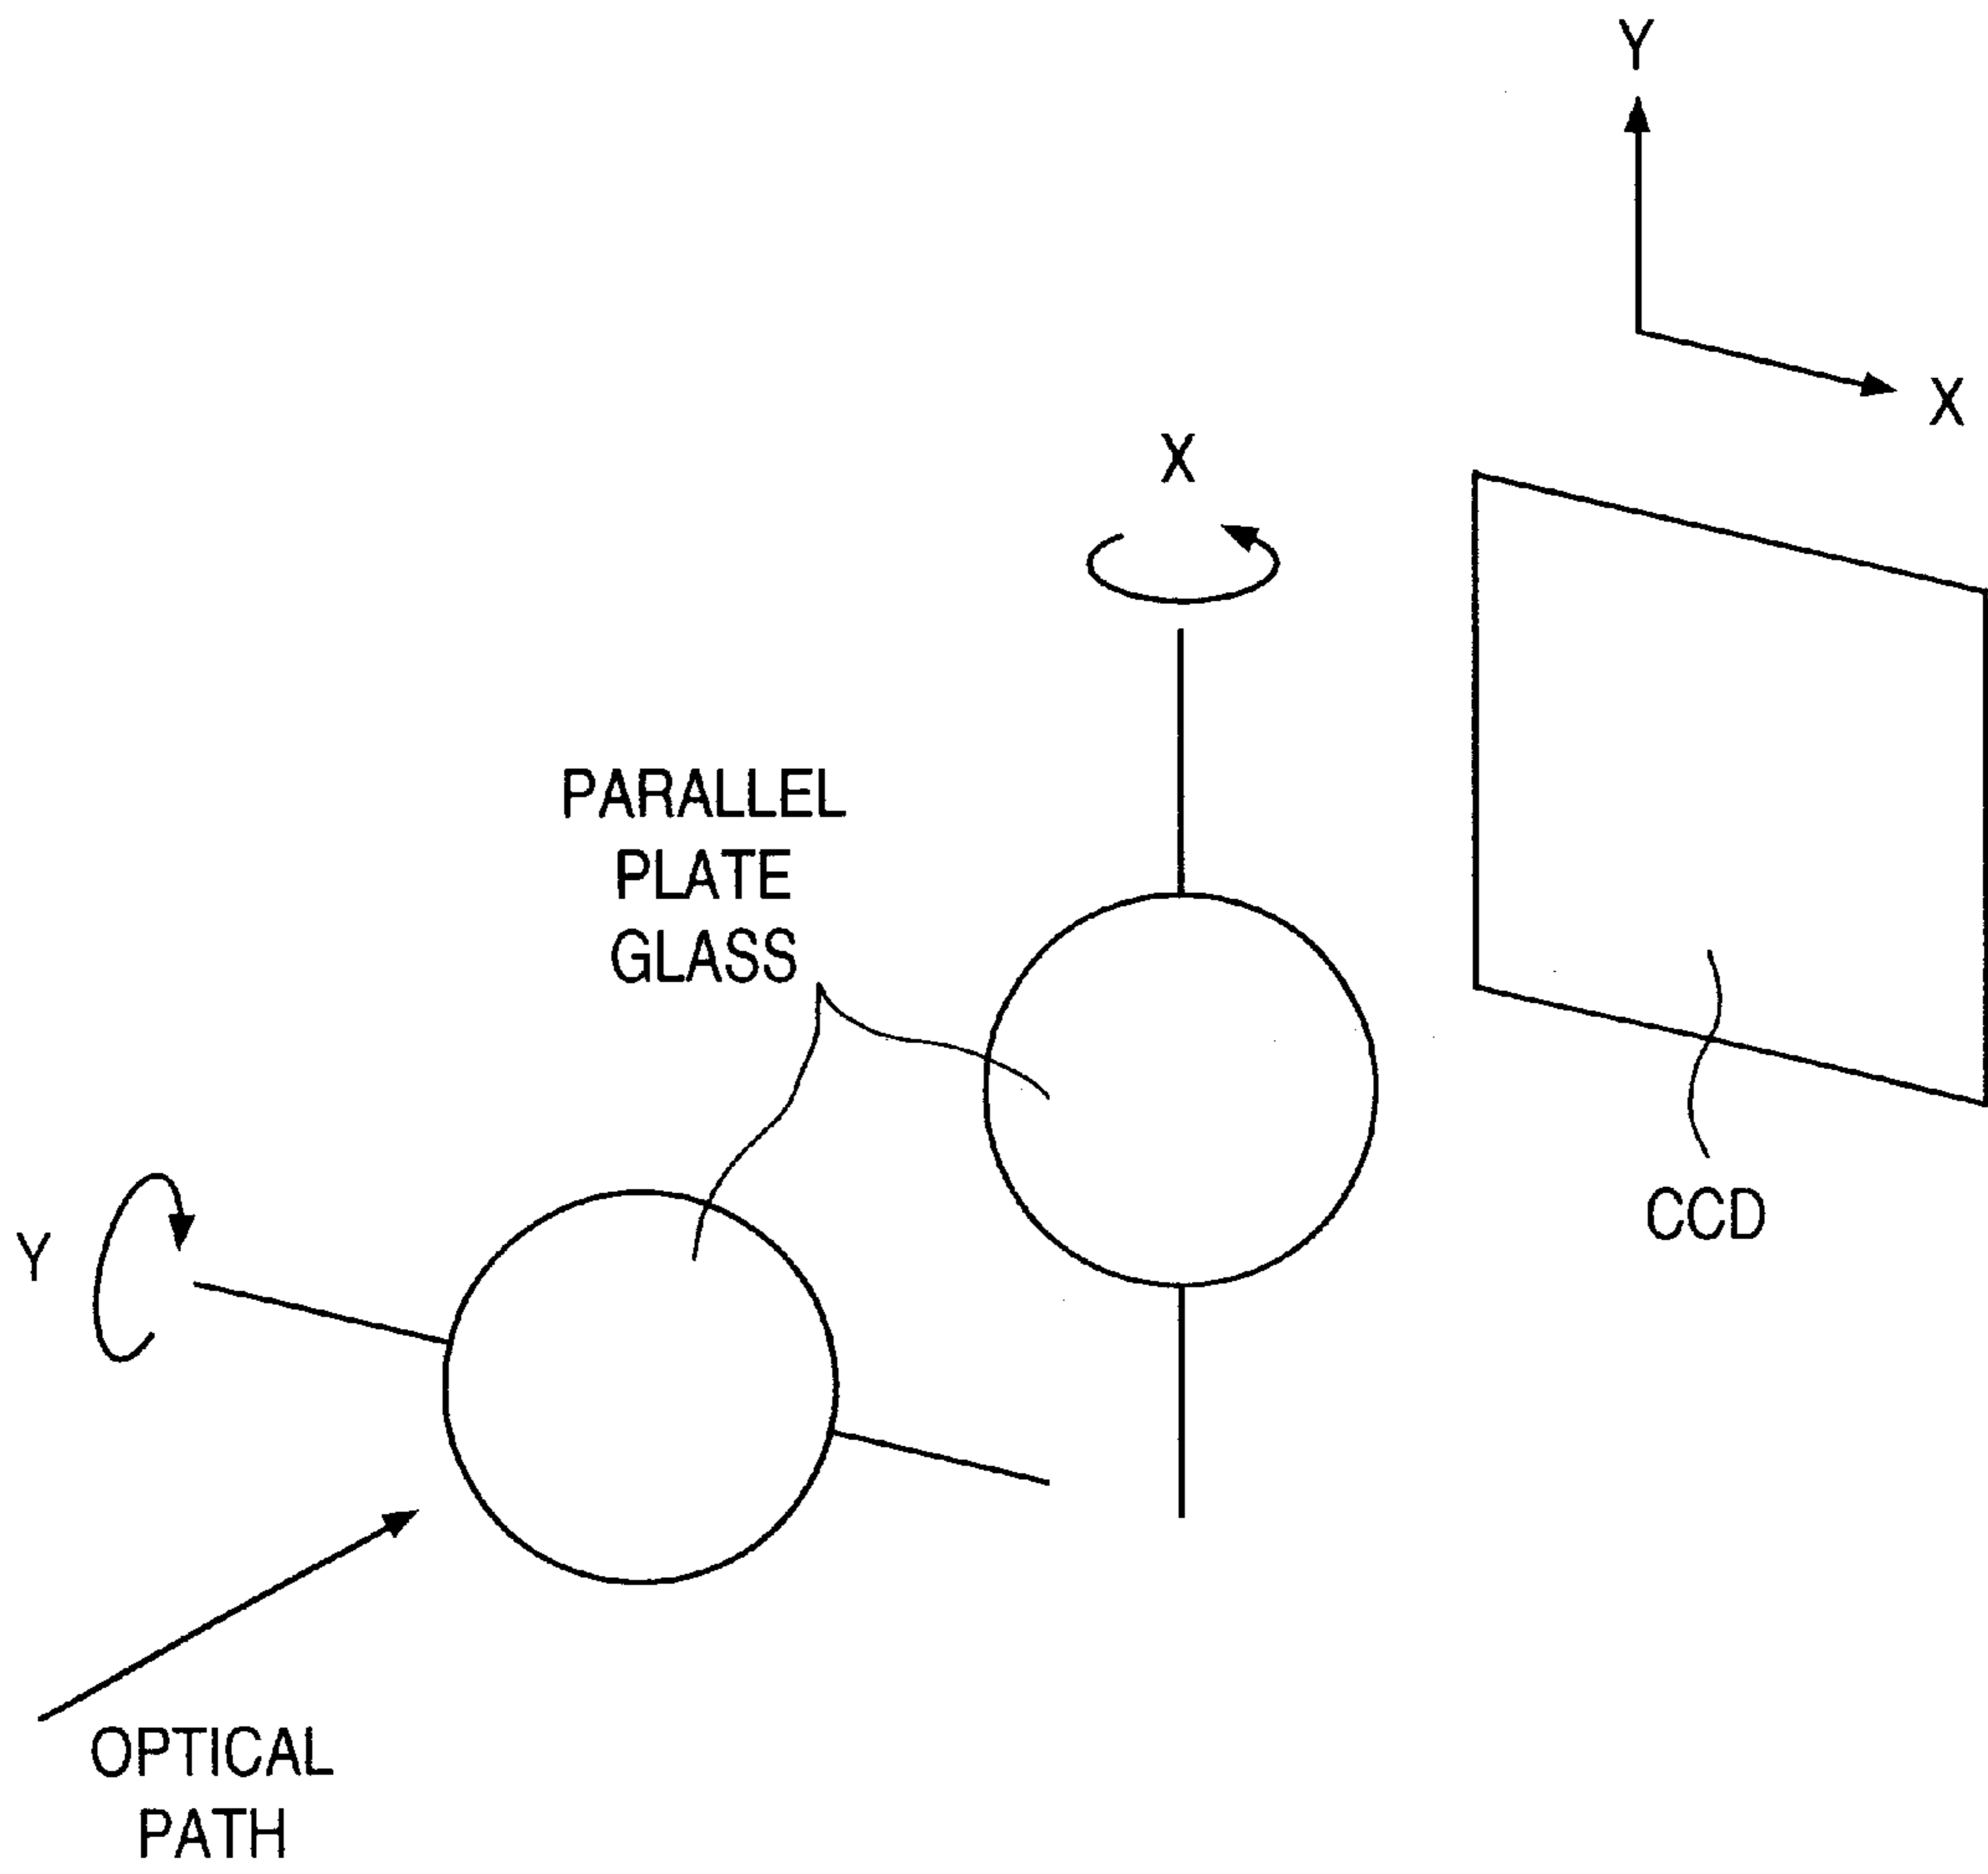 Y
X
X
PARALLEL
PLATE
GLASS
CCD
Y
OPTICAL
PATH